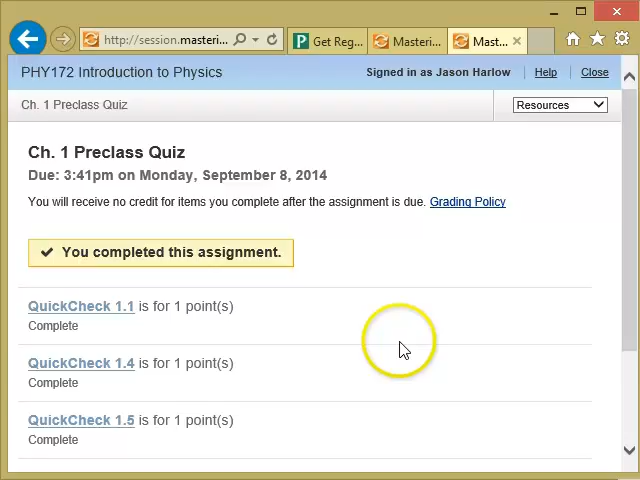 http://session.masteri...
Get Reg...
Masteri...
Mast...
PHY172 Introduction to Physics
Signed in as Jason Harlow
Help
Close
Ch. 1 Preclass Quiz
Resources
Ch. 1 Preclass Quiz
Due: 3:41pm on Monday, September 8, 2014
You will receive no credit for items you complete after the assignment is due. Grading Policy
You completed this assignment.
QuickCheck 1.1 is for 1 point(s)
Complete
QuickCheck 1.4 is for 1 point(s)
Complete
QuickCheck 1.5 is for 1 point(s)
Complete